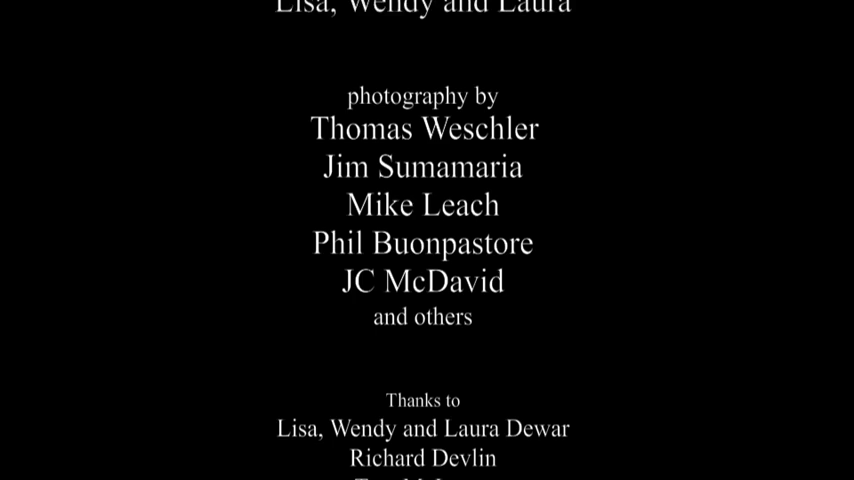 Lisa, Wendy and Laura
photography by
Thomas Weschler
Jim Sumamaria
Mike Leach
Phil Buonpastore
JC McDavid
and others
Thanks to
Lisa, Wendy and Laura Dewar
Richard Devlin